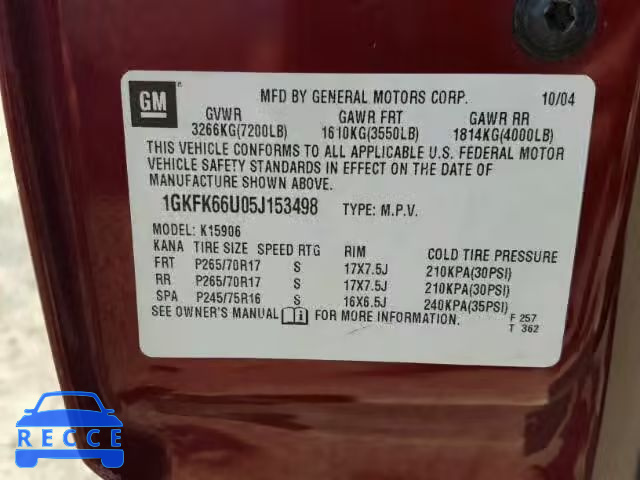 GM
MFD BY GENERAL MOTORS CORP. 10/04
GVWR GAWR FRT GAWR RR
3266KG(7200LB) 1610KG(3550LB) 1814KG(4000LB)
THIS VEHICLE CONFORMS TO ALL APPLICABLE U.S. FEDERAL MOTOR
VEHICLE SAFETY STANDARDS IN EFFECT ON THE DATE OF
MANUFACTURE SHOWN ABOVE.
1GKFK66U05J153498 TYPE: M.P.V.
MODEL: K15906
KANA TIRE SIZE SPEED RTG RIM COLD TIRE PRESSURE
FRT P265/70R17 S 17X7.5J 210KPA(30PSI)
RR P265/70R17 S 17X7.5J 210KPA(30PSI)
SPA P245/75R16 S 16X6.5J 240KPA(35PSI)
SEE OWNER'S MANUAL i FOR MORE INFORMATION.
F 257
T 362
RECCE